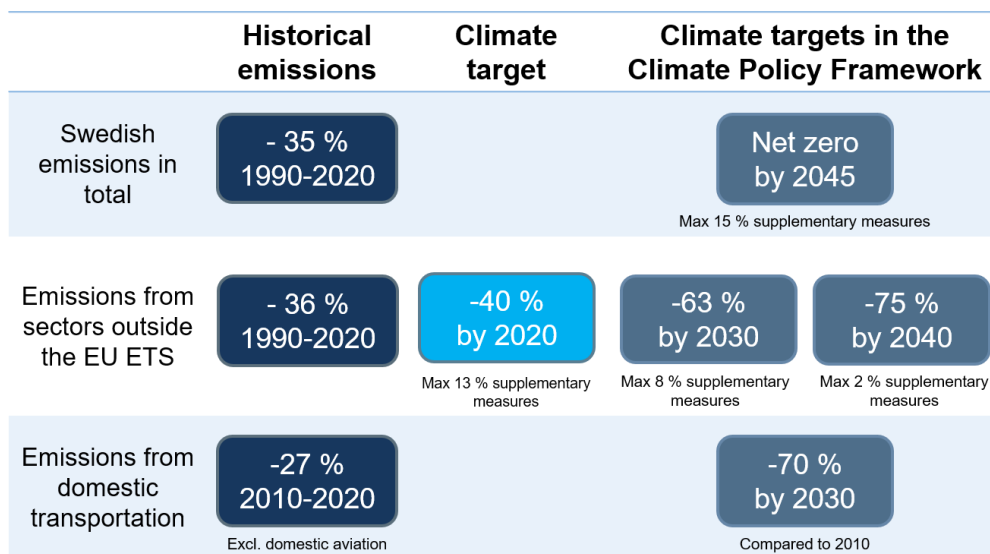 Historical
emissions
Climate
target
Climate targets in the
Climate Policy Framework
Swedish
emissions in
total
- 35 %
1990-2020
Net zero
by 2045
Max 15 % supplementary measures
Emissions from
sectors outside
the EU ETS
- 36 %
1990-2020
-40 %
by 2020
Max 13 % supplementary
measures
-63 %
by 2030
Max 8 % supplementary
measures
-75 %
by 2040
Max 2 % supplementary
measures
Emissions from
domestic
transportation
-27 %
2010-2020
Excl. domestic aviation
-70 %
by 2030
Compared to 2010